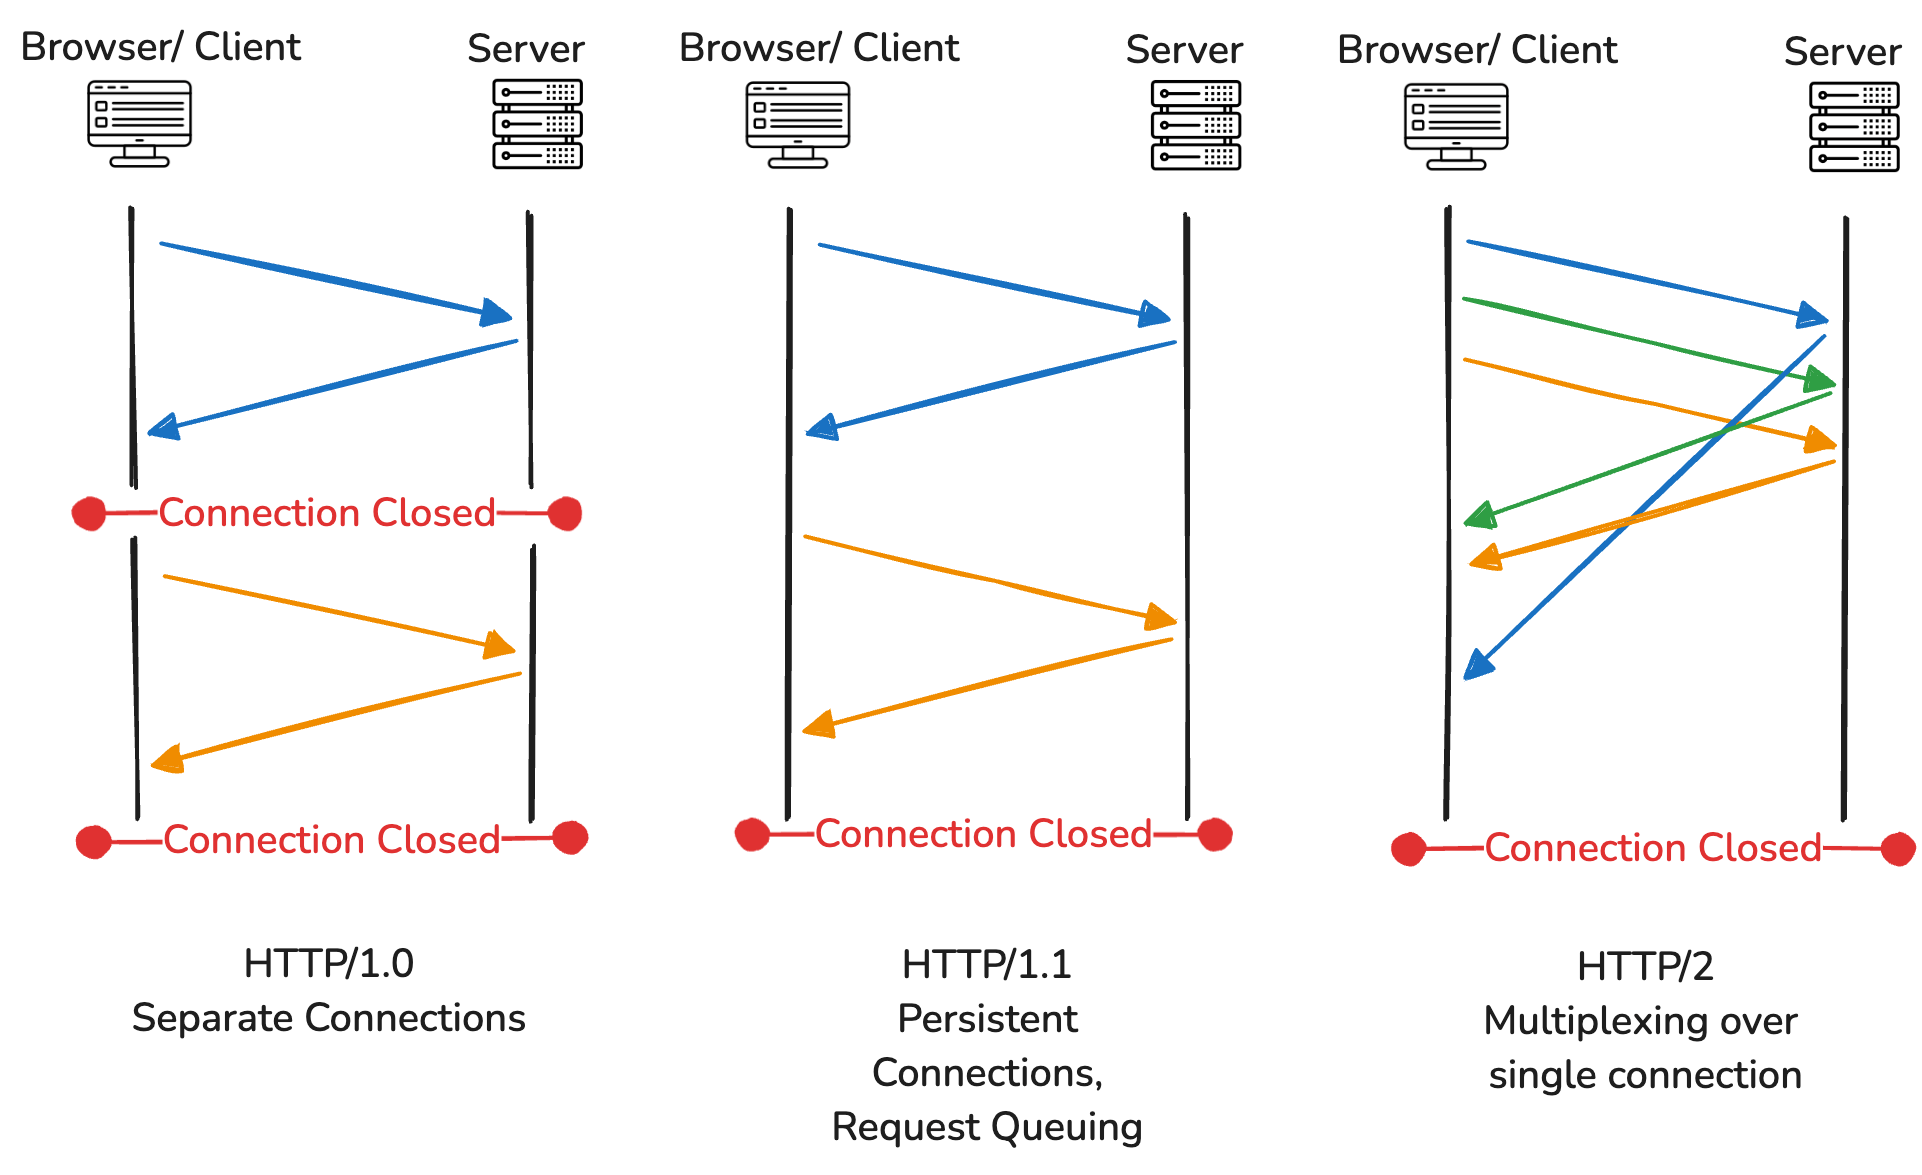 Browser/ Client
Server
Connection Closed
Connection Closed
HTTP/1.0
Separate Connections
Browser/ Client
Server
Connection Closed
HTTP/1.1
Persistent
Connections,
Request Queuing
Browser/ Client
Server
Connection Closed
HTTP/2
Multiplexing over
single connection